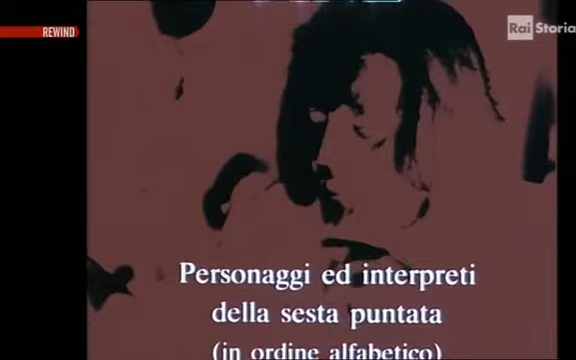 REWIND
Rai Storia
Personaggi ed interpreti
della sesta puntata
(in ordine alfabetico)